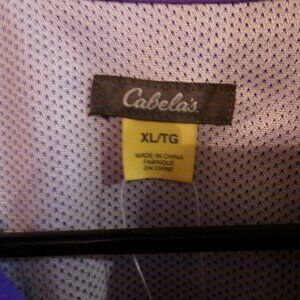 Cabela's
XL/TG
MADE IN CHINA
FABRIQUÉ
EN CHINE